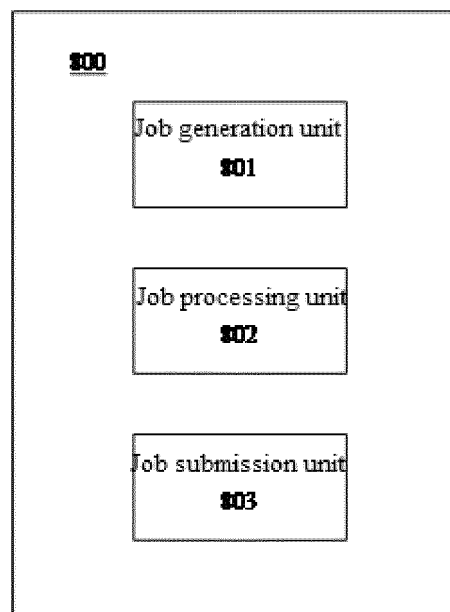 800
Job generation unit
801
Job processing unit
802
Job submission unit
803